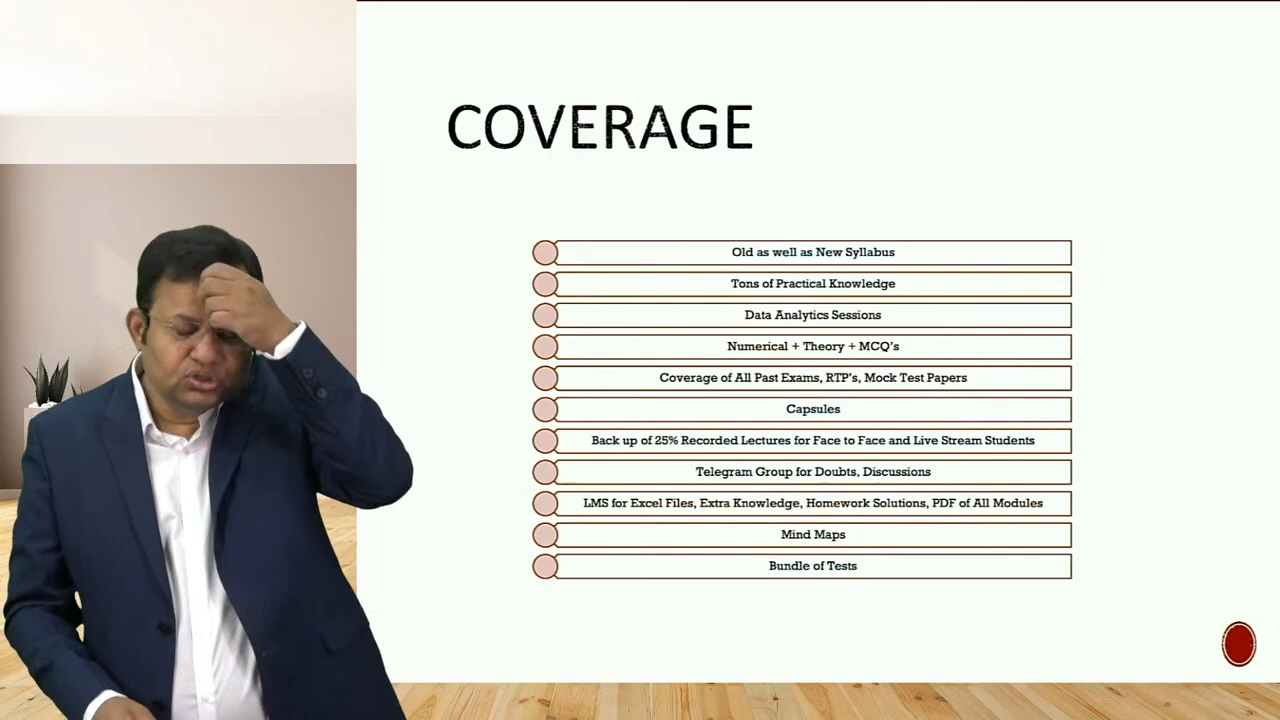 COVERAGE
Old as well as New Syllabus
Tons of Practical Knowledge
Data Analytics Sessions
Numerical + Theory + MCQ's
Coverage of All Past Exams, RTP's, Mock Test Papers
Capsules
Back up of 25% Recorded Lectures for Face to Face and Live Stream Students
Telegram Group for Doubts, Discussions
LMS for Excel Files, Extra Knowledge, Homework Solutions, PDF of All Modules
Mind Maps
Bundle of Tests